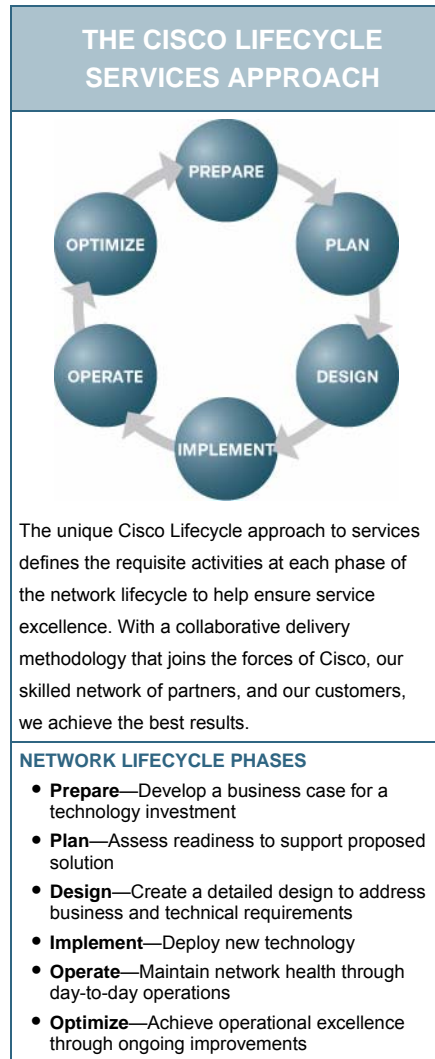 THE CISCO LIFECYCLE
SERVICES APPROACH
PREPARE
PLAN
DESIGN
IMPLEMENT
OPERATE
OPTIMIZE
The unique Cisco Lifecycle approach to services
defines the requisite activities at each phase of
the network lifecycle to help ensure service
excellence. With a collaborative delivery
methodology that joins the forces of Cisco, our
skilled network of partners, and our customers,
we achieve the best results.
NETWORK LIFECYCLE PHASES
• Prepare—Develop a business case for a
technology investment
• Plan—Assess readiness to support proposed
solution
• Design—Create a detailed design to address
business and technical requirements
• Implement—Deploy new technology
• Operate—Maintain network health through
day-to-day operations
• Optimize—Achieve operational excellence
through ongoing improvements